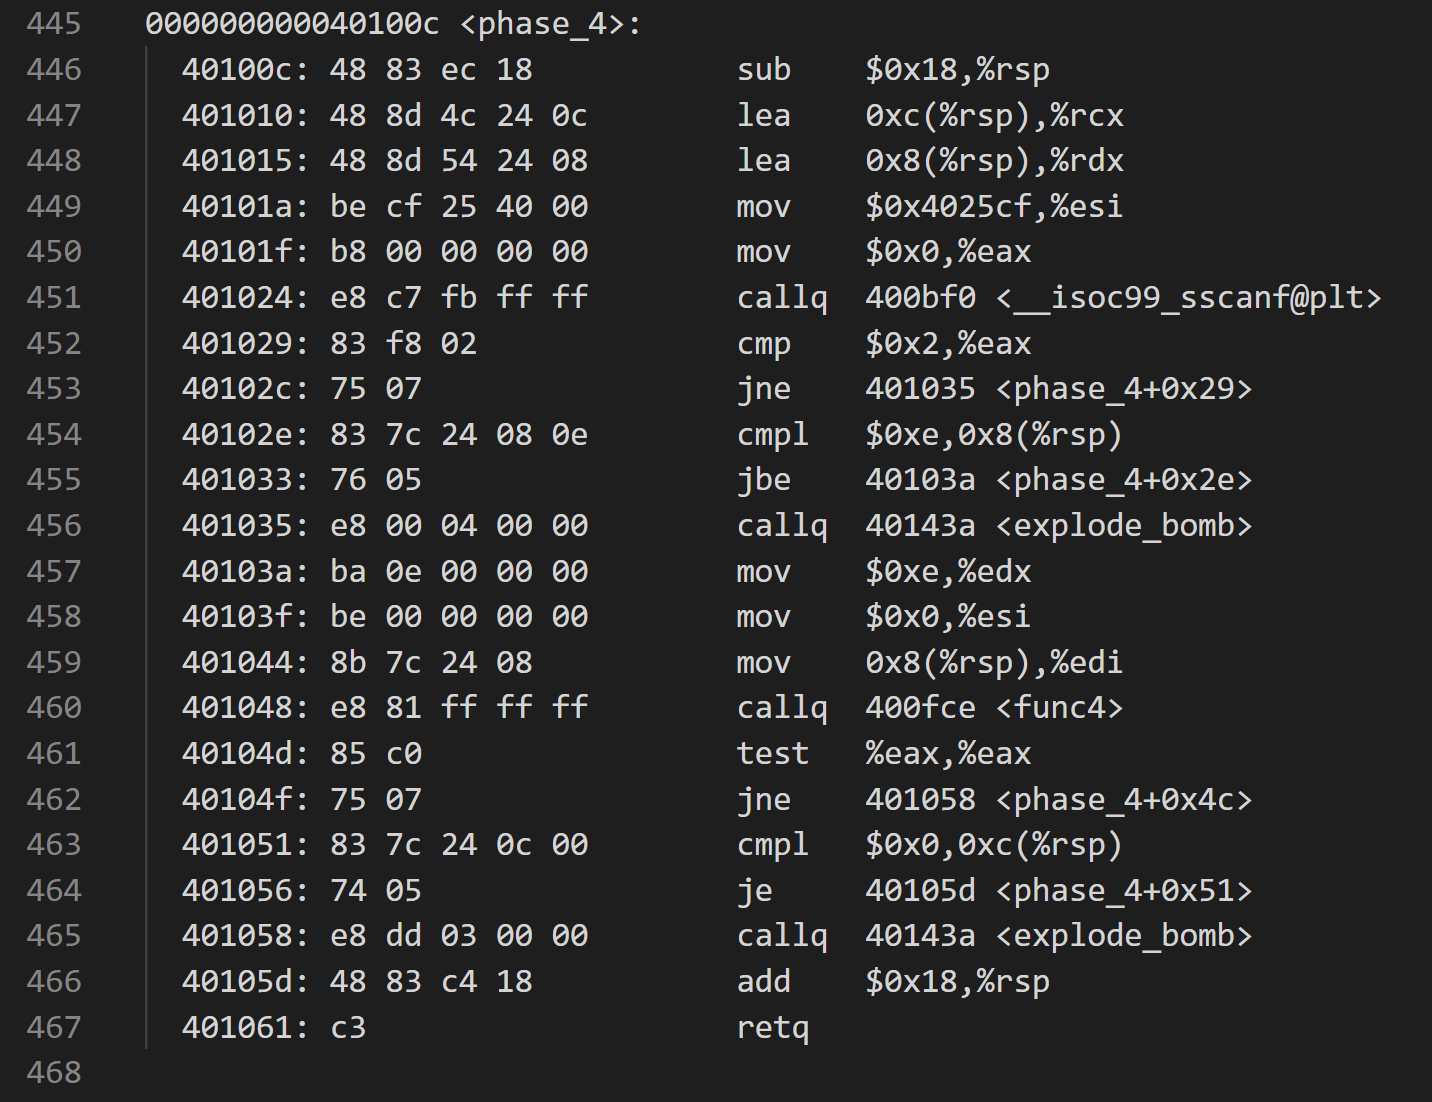 445 000000000040100c <phase_4>:
446 40100c: 48 83 ec 18 sub $0x18,%rsp
447 401010: 48 8d 4c 24 0c lea 0xc(%rsp),%rcx
448 401015: 48 8d 54 24 08 lea 0x8(%rsp),%rdx
449 40101a: be cf 25 40 00 mov $0x4025cf,%esi
450 40101f: b8 00 00 00 00 mov $0x0,%eax
451 401024: e8 c7 fb ff ff callq 400bf0 <__isoc99_sscanf@plt>
452 401029: 83 f8 02 cmp $0x2,%eax
453 40102c: 75 07 jne 401035 <phase_4+0x29>
454 40102e: 83 7c 24 08 0e cmpl $0xe,0x8(%rsp)
455 401033: 76 05 jbe 40103a <phase_4+0x2e>
456 401035: e8 00 04 00 00 callq 40143a <explode_bomb>
457 40103a: ba 0e 00 00 00 mov $0xe,%edx
458 40103f: be 00 00 00 00 mov $0x0,%esi
459 401044: 8b 7c 24 08 mov 0x8(%rsp),%edi
460 401048: e8 81 ff ff ff callq 400fce <func4>
461 40104d: 85 c0 test %eax,%eax
462 40104f: 75 07 jne 401058 <phase_4+0x4c>
463 401051: 83 7c 24 0c 00 cmpl $0x0,0xc(%rsp)
464 401056: 74 05 je 40105d <phase_4+0x51>
465 401058: e8 dd 03 00 00 callq 40143a <explode_bomb>
466 40105d: 48 83 c4 18 add $0x18,%rsp
467 401061: c3 retq
468